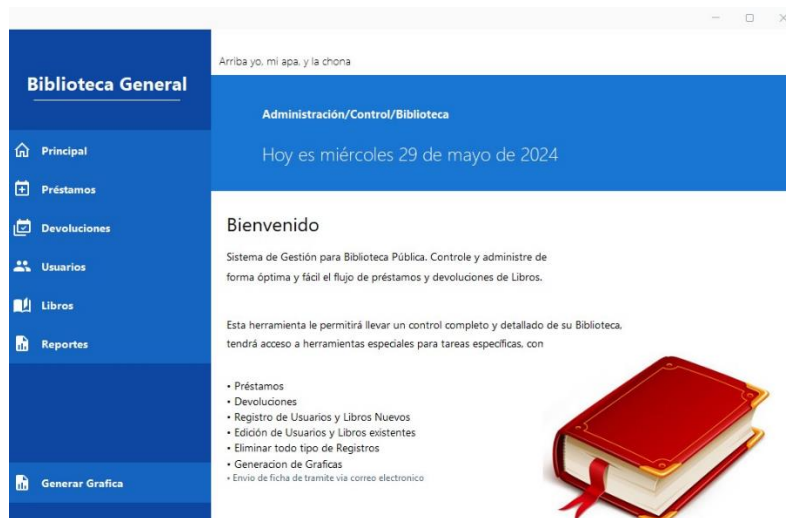 Biblioteca General
Principal
Préstamos
Devoluciones
Usuarios
Libros
Reportes
Generar Grafica
Arriba yo, mi apa, y la chona
Administración/Control/Biblioteca
Hoy es miércoles 29 de mayo de 2024
Bienvenido
Sistema de Gestión para Biblioteca Pública. Controle y administre de
forma óptima y fácil el flujo de préstamos y devoluciones de Libros.
Esta herramienta le permitirá llevar un control completo y detallado de su Biblioteca,
tendrá acceso a herramientas especiales para tareas específicas, con
• Préstamos
• Devoluciones
• Registro de Usuarios y Libros Nuevos
• Edición de Usuarios y Libros existentes
• Eliminar todo tipo de Registros
• Generacion de Graficas
• Envio de ficha de tramite via correo electronico